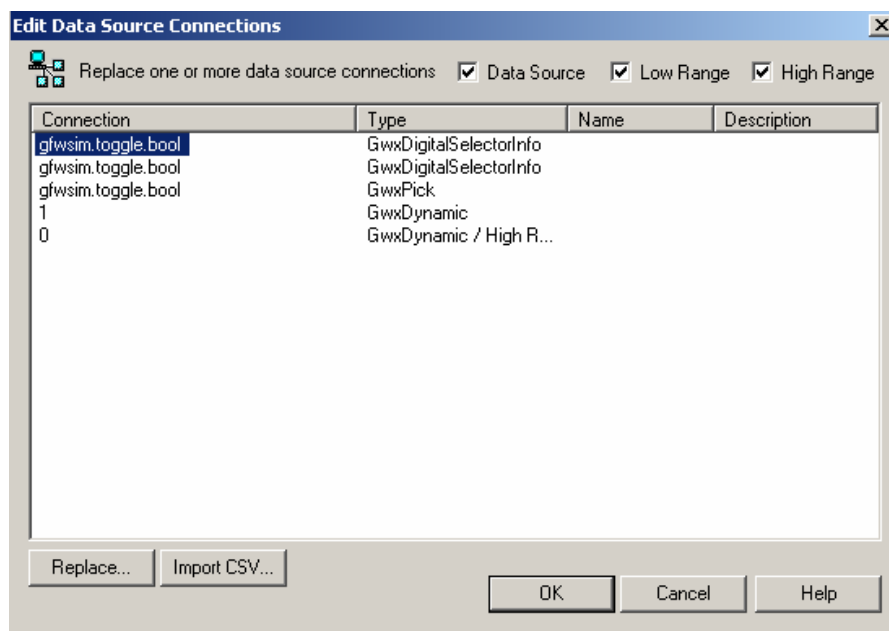 Edit Data Source Connections
Replace one or more data source connections Data Source Low Range High Range
Connection Type Name Description
gfwsim.toggle.bool GwxDigitalSelectorInfo
gfwsim.toggle.bool GwxDigitalSelectorInfo
gfwsim.toggle.bool GwxPick
1 GwxDynamic
0 GwxDynamic / High R...
Replace... Import CSV...
OK Cancel Help